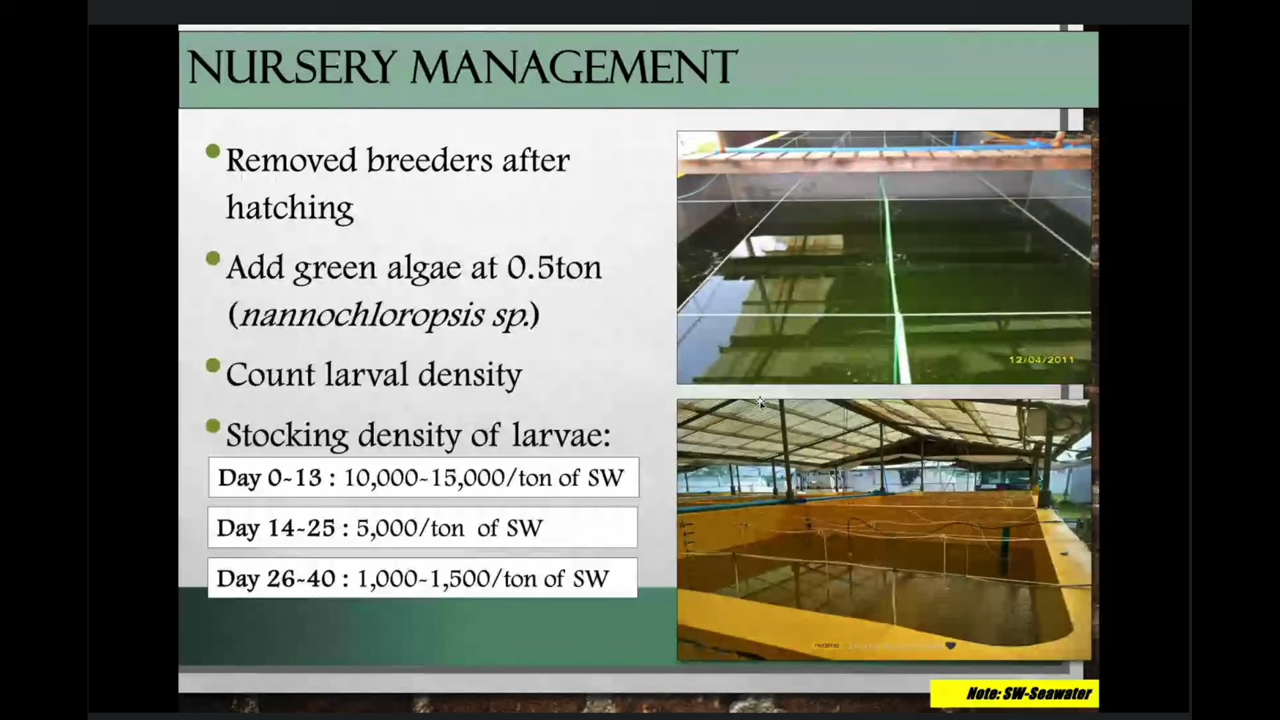 NURSERY MANAGEMENT
Removed breeders after
hatching
Add green algae at 0.5ton
(nannochloropsis sp.)
Count larval density
Stocking density of larvae:
Day 0-13 : 10,000-15,000/ton of SW
Day 14-25 : 5,000/ton of SW
Day 26-40 : 1,000-1,500/ton of SW
12/04/2011
Note: SW-Seawater